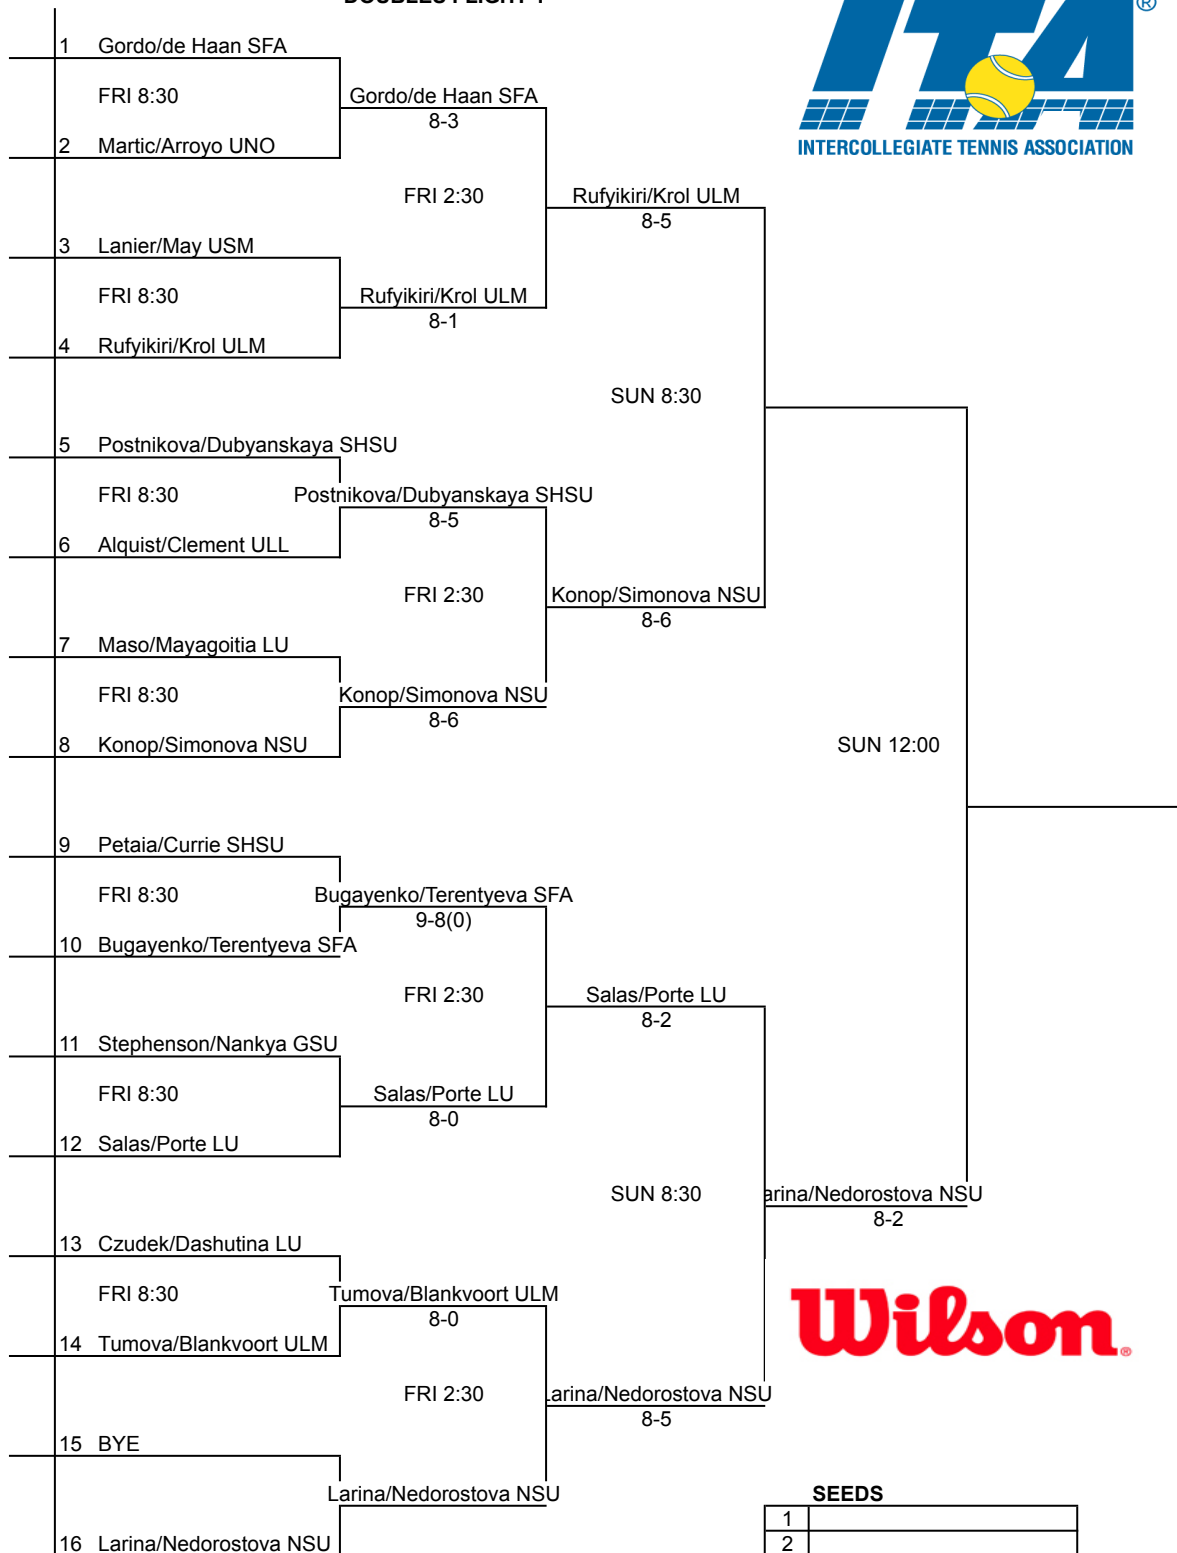 ITA ®
INTERCOLLEGIATE TENNIS ASSOCIATION
1 Gordo/de Haan SFA
FRI 8:30
Gordo/de Haan SFA
8-3
2 Martic/Arroyo UNO
FRI 2:30
Rufyikiri/Krol ULM
8-5
3 Lanier/May USM
FRI 8:30
Rufyikiri/Krol ULM
8-1
4 Rufyikiri/Krol ULM
SUN 8:30
5 Postnikova/Dubyanskaya SHSU
FRI 8:30
Postnikova/Dubyanskaya SHSU
8-5
6 Alquist/Clement ULL
FRI 2:30
Konop/Simonova NSU
8-6
7 Maso/Mayagoitia LU
FRI 8:30
Konop/Simonova NSU
8-6
8 Konop/Simonova NSU
SUN 12:00
9 Petaia/Currie SHSU
FRI 8:30
Bugayenko/Terentyeva SFA
9-8(0)
10 Bugayenko/Terentyeva SFA
FRI 2:30
Salas/Porte LU
8-2
11 Stephenson/Nankya GSU
FRI 8:30
Salas/Porte LU
8-0
12 Salas/Porte LU
SUN 8:30
arina/Nedorostova NSU
8-2
13 Czudek/Dashutina LU
FRI 8:30
Tumova/Blankvoort ULM
8-0
14 Tumova/Blankvoort ULM
Wilson®
FRI 2:30
Larina/Nedorostova NSU
8-5
15 BYE
Larina/Nedorostova NSU
16 Larina/Nedorostova NSU
SEEDS
1
2